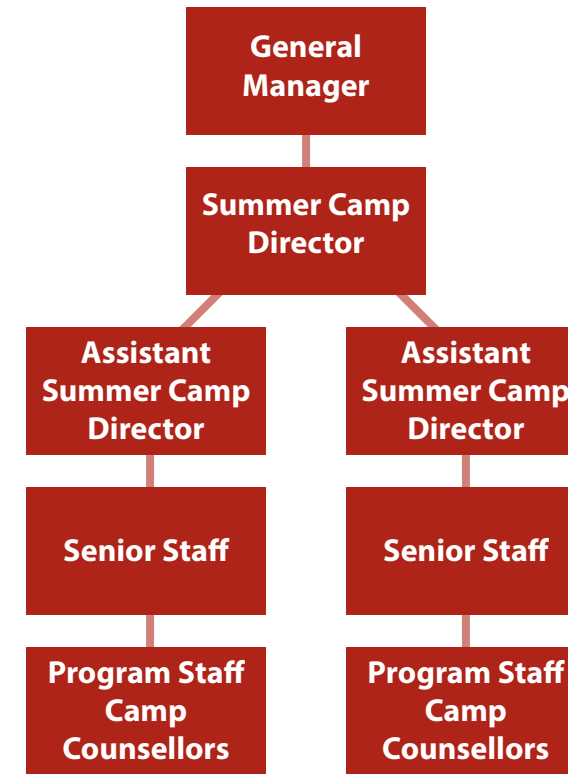 General
Manager
Summer Camp
Director
Assistant
Summer Camp
Director
Assistant
Summer Camp
Director
Senior Staff
Senior Staff
Program Staff
Camp
Counsellors
Program Staff
Camp
Counsellors